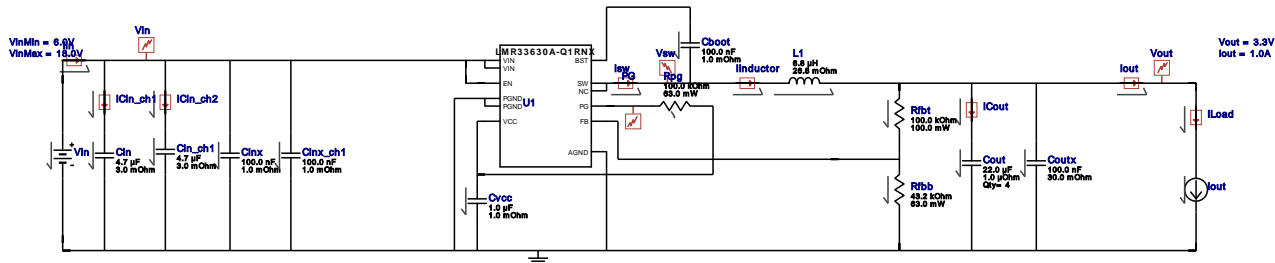 VinMin = 6.0V
VinMax = 18.0V
Iin
Vin
ICin_ch1
ICin_ch2
Vin
+
-
Cin
4.7 µF
3.0 mOhm
Cin_ch1
4.7 µF
3.0 mOhm
Cinx
100.0 nF
1.0 mOhm
Cinx_ch1
100.0 nF
1.0 mOhm
LMR33630A-Q1RNX
VIN
VIN
EN
PGND
PGND
VCC
U1
BST
SW
NC
PG
FB
AGND
Cvcc
1.0 µF
1.0 mOhm
Cboot
100.0 nF
1.0 mOhm
Isw
PG
Vsw
Rpg
100.0 kOhm
63.0 mW
IInductor
L1
6.8 µH
26.8 mOhm
Rfbt
100.0 kOhm
100.0 mW
Rfbb
43.2 kOhm
63.0 mW
ICout
Cout
22.0 µF
1.0 µOhm
Qty= 4
Coutx
100.0 nF
30.0 mOhm
Iout
Vout
ILoad
Iout
Vout = 3.3V
Iout = 1.0A